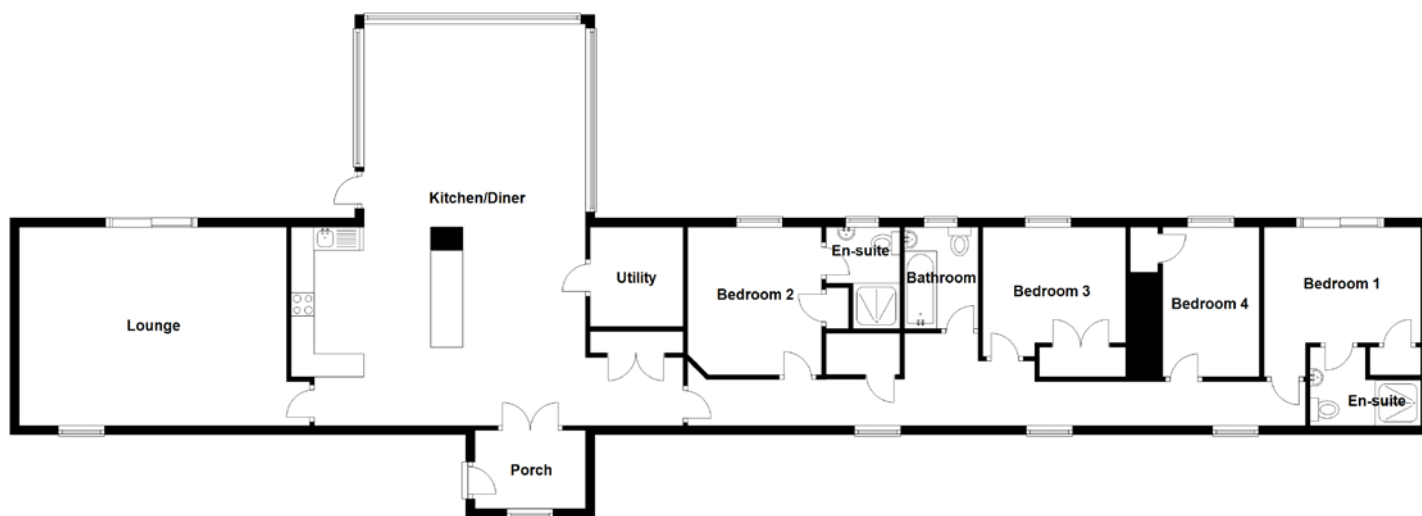 Kitchen/Diner
En-suite
Utility
Bathroom
Bedroom 2
Bedroom 3
Bedroom 1
Bedroom 4
Lounge
En-suite
Porch